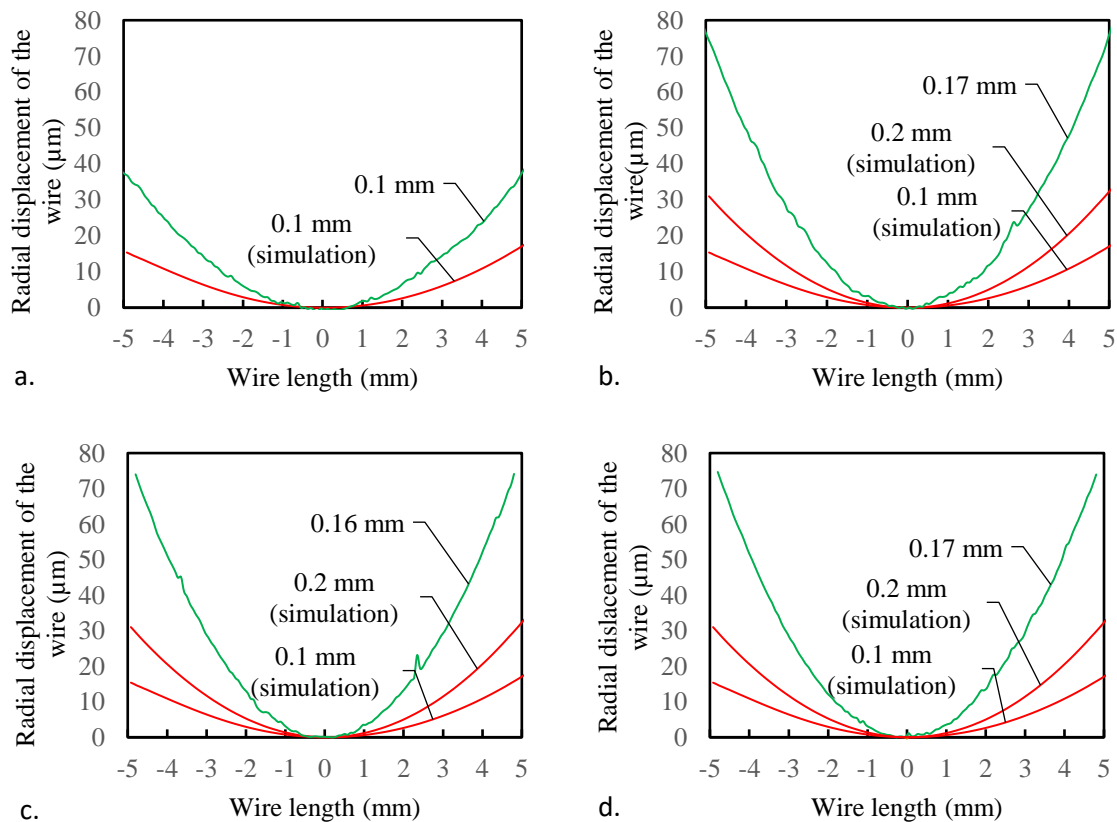 Radial displacement of the
wire (µm)
80
70
60
50
40
30
20
10
0
0.1 mm
0.1 mm
(simulation)
-5 -4 -3 -2 -1 0 1 2 3 4 5
Wire length (mm)
a.
Radial displacement of the
wire(µm)
80
70
60
50
40
30
20
10
0
0.17 mm
0.2 mm
(simulation)
0.1 mm
(simulation)
-5 -4 -3 -2 -1 0 1 2 3 4 5
Wire length (mm)
b.
Radial displacement of the
wire (µm)
80
70
60
50
40
30
20
10
0
0.16 mm
0.2 mm
(simulation)
0.1 mm
(simulation)
-5 -4 -3 -2 -1 0 1 2 3 4 5
Wire length (mm)
c.
Radial dislacement of the
wire (µm)
80
70
60
50
40
30
20
10
0
0.17 mm
0.2 mm
(simulation)
0.1 mm
(simulation)
-5 -4 -3 -2 -1 0 1 2 3 4 5
Wire length (mm)
d.